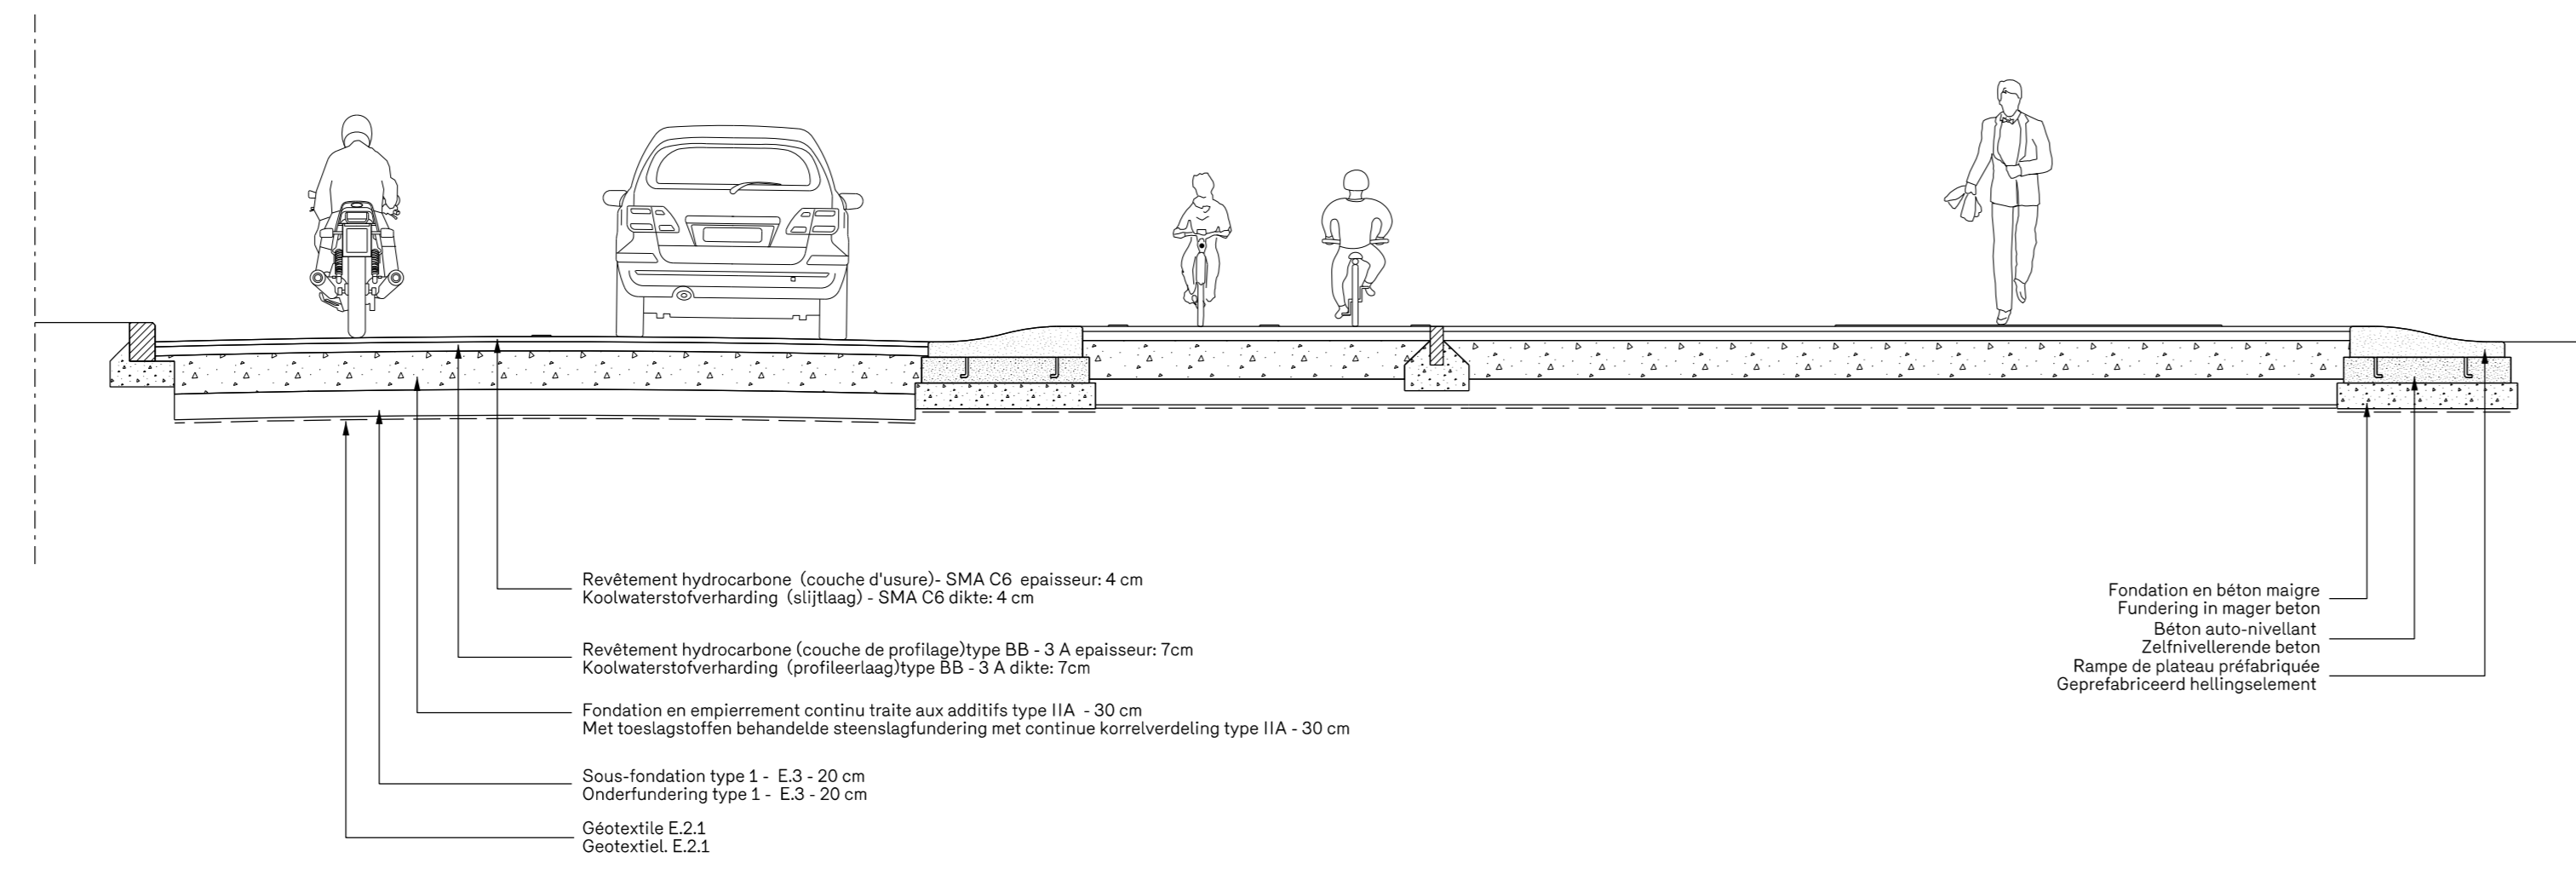 Revêtement hydrocarbone (couche d'usure)- SMA C6 epaisseur: 4 cm
Koolwaterstofverharding (slijtlaag) - SMA C6 dikte: 4 cm
Revêtement hydrocarbone (couche de profilage)type BB - 3 A epaisseur: 7cm
Koolwaterstofverharding (profileerlaag)type BB - 3 A dikte: 7cm
Fondation en empierrement continu traite aux additifs type IIA - 30 cm
Met toeslagstoffen behandelde steenslagfundering met continue korrelverdeling type IIA - 30 cm
Sous-fondation type 1 - E.3 - 20 cm
Onderfundering type 1 - E.3 - 20 cm
Géotextile E.2.1
Geotextiel. E.2.1
Fondation en béton maigre
Fundering in mager beton
Béton auto-nivellant
Zelfnivellerende beton
Rampe de plateau préfabriquée
Geprefabriceerd hellingselement